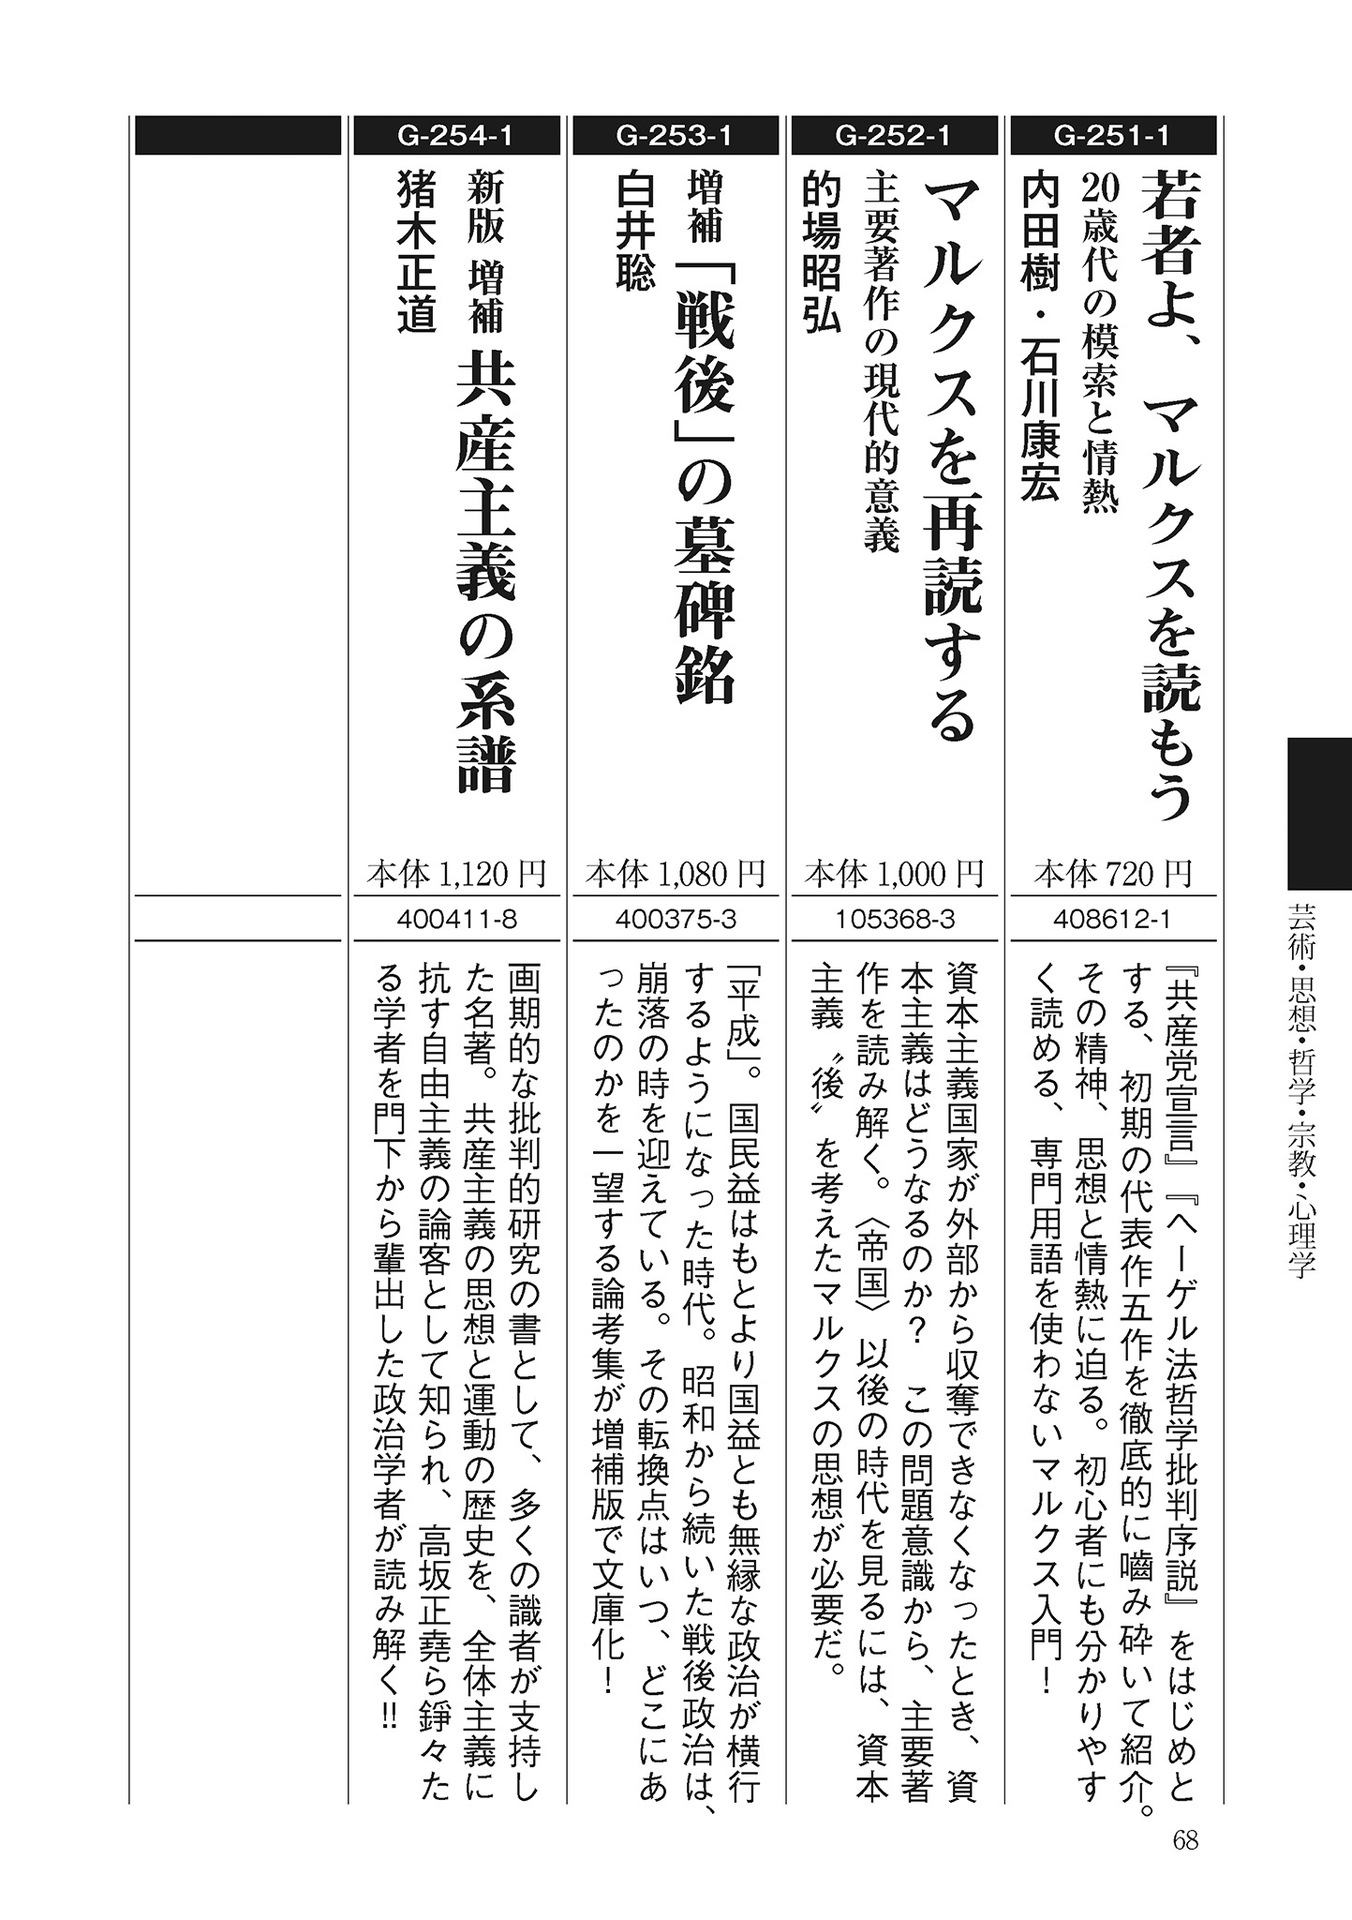 G-251-1
若者よ、マルクスを読もう
20歳代の模索と情熱
内田樹・石川康宏
本体720円
408612-1
『共産党宣言』『ヘーゲル法哲学批判序説』をはじめと
する、初期の代表作五作を徹底的に嚙み砕いて紹介。
その精神、思想と情熱に迫る。初心者にも分かりやす
く読める、専門用語を使わないマルクス入門！
G-252-1
マルクスを再読する
主要著作の現代的意義
的場昭弘
本体1,000円
105368-3
資本主義国家が外部から収奪できなくなったとき、資
本主義はどうなるのか？　この問題意識から、主要著
作を読み解く。〈帝国〉以後の時代を見るには、資本
主義〝後〟を考えたマルクスの思想が必要だ。
G-253-1
増補「戦後」の墓碑銘
白井聡
本体1,080円
400375-3
「平成」。国民益はもとより国益とも無縁な政治が横行
するようになった時代。昭和から続いた戦後政治は、
崩落の時を迎えている。その転換点はいつ、どこにあ
ったのかを一望する論考集が増補版で文庫化！
G-254-1
新版 増補 共産主義の系譜
猪木正道
本体1,120円
400411-8
画期的な批判的研究の書として、多くの識者が支持し
た名著。共産主義の思想と運動の歴史を、全体主義に
抗す自由主義の論客として知られ、高坂正堯ら錚々た
る学者を門下から輩出した政治学者が読み解く!!
芸術・思想・哲学・宗教・心理学
68